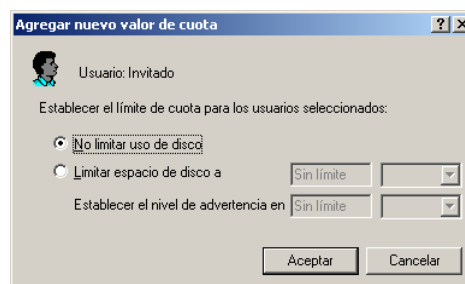 Agregar nuevo valor de cuota
Usuario: Invitado
Establecer el límite de cuota para los usuarios seleccionados:
No limitar uso de disco
Limitar espacio de disco a Sin límite
Establecer el nivel de advertencia en Sin límite
Aceptar Cancelar